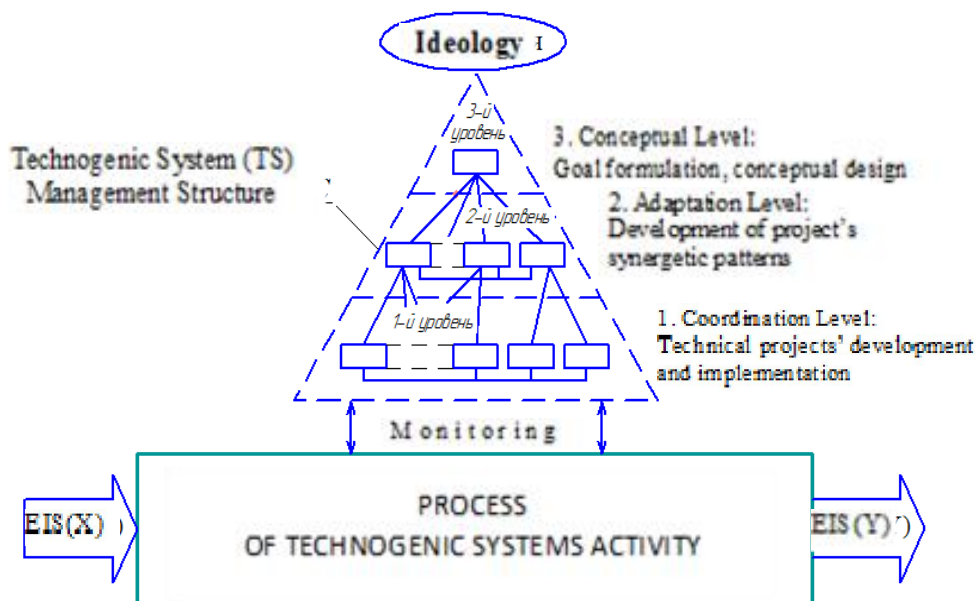 Ideology
3-й
уровень
Technogenic System (TS)
Management Structure
3. Conceptual Level:
Goal formulation, conceptual design
2-й уровень
2. Adaptation Level:
Development of project's
synergetic patterns
1-й уровень
1. Coordination Level:
Technical projects' development
and implementation
Monitoring
EIS(X) )
PROCESS
OF TECHNOGENIC SYSTEMS ACTIVITY
EIS(Y) )